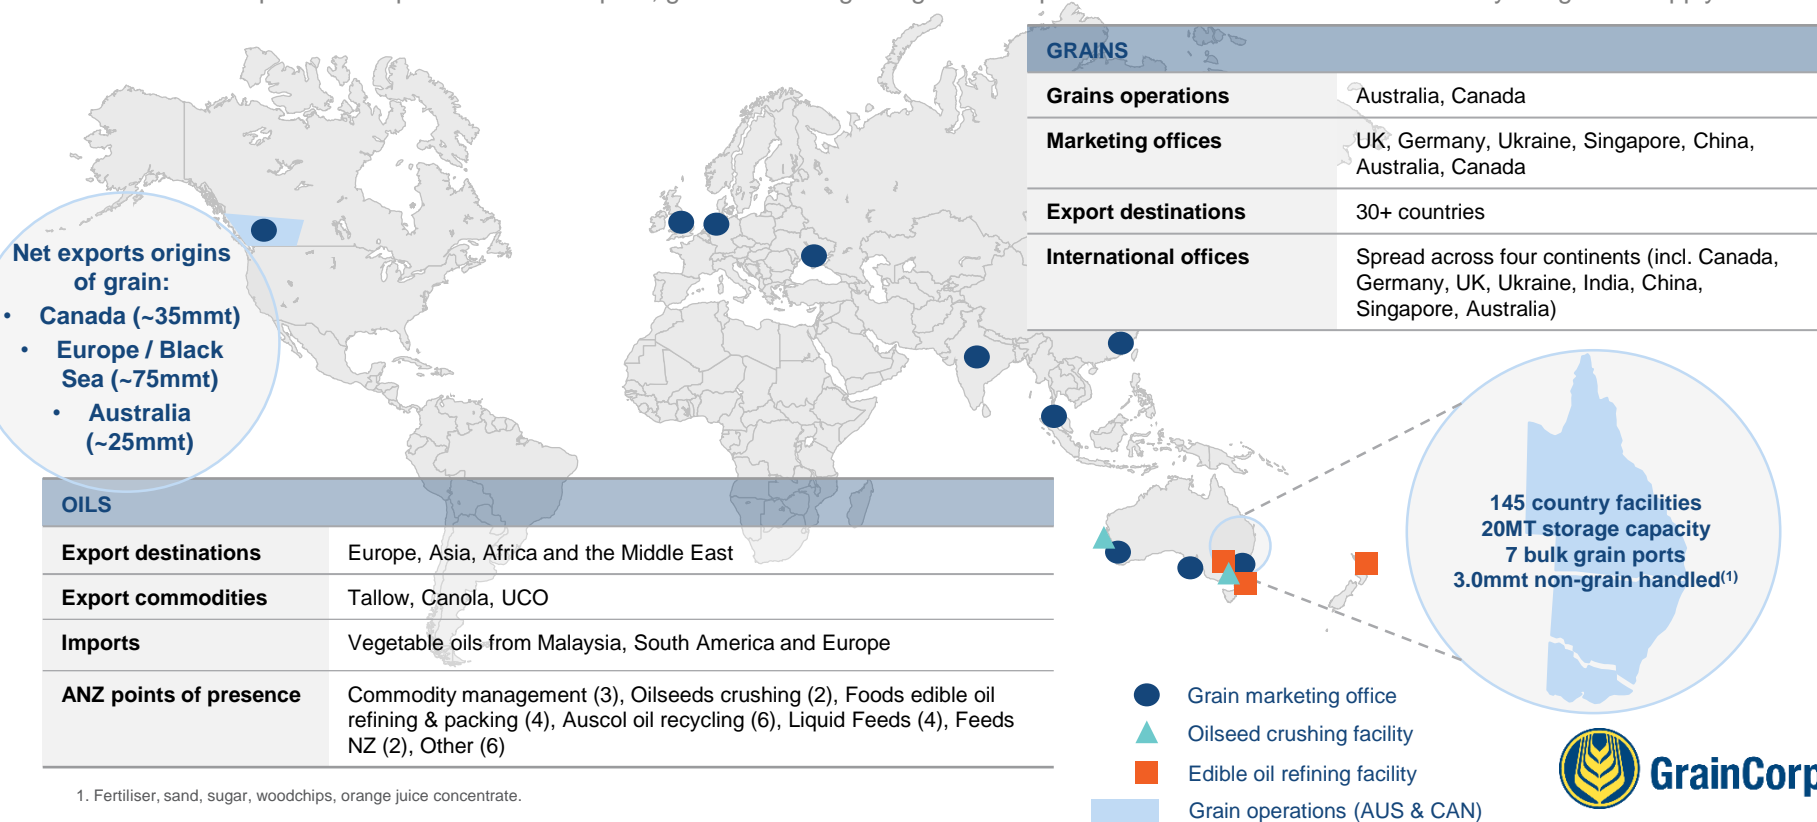 GRAINS
Grains operations
Australia, Canada
Marketing offices
UK, Germany, Ukraine, Singapore, China,
Australia, Canada
Export destinations
30+ countries
International offices
Spread across four continents (incl. Canada,
Germany, UK, Ukraine, India, China,
Singapore, Australia)
Net exports origins
of grain:
• Canada (~35mmt)
• Europe / Black
Sea (~75mmt)
• Australia
(~25mmt)
145 country facilities
20MT storage capacity
7 bulk grain ports
3.0mmt non-grain handled(1)
OILS
Export destinations
Europe, Asia, Africa and the Middle East
Export commodities
Tallow, Canola, UCO
Imports
Vegetable oils from Malaysia, South America and Europe
ANZ points of presence
Commodity management (3), Oilseeds crushing (2), Foods edible oil
refining & packing (4), Auscol oil recycling (6), Liquid Feeds (4), Feeds
NZ (2), Other (6)
Grain marketing office
Oilseed crushing facility
Edible oil refining facility
Grain operations (AUS & CAN)
GrainCorp
1. Fertiliser, sand, sugar, woodchips, orange juice concentrate.